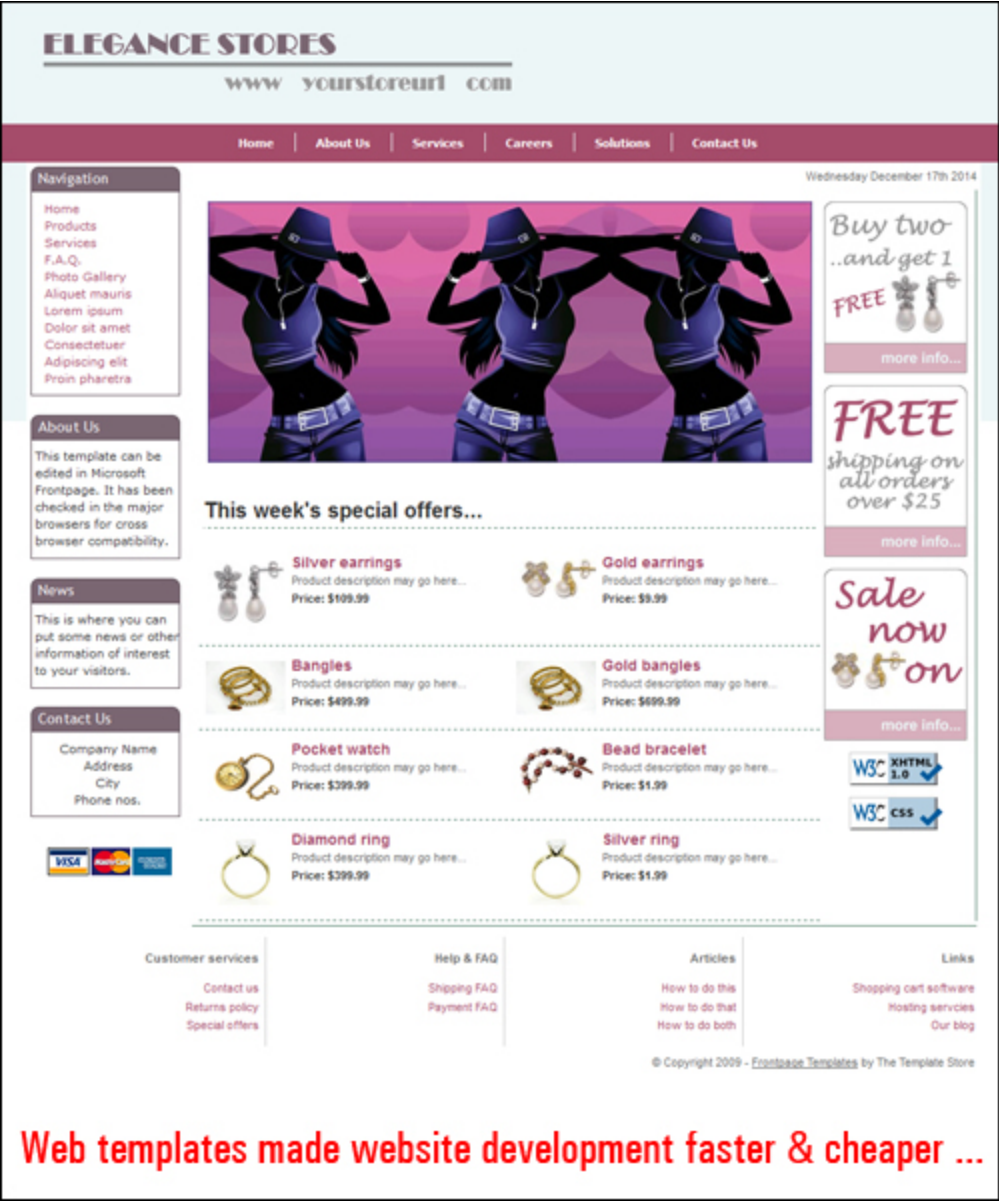 ELEGANCE STORES
www yourstoreurl com
Home
About Us
Services
Careers
Solutions
Contact Us
Wednesday December 17th 2014
Navigation
Home
Products
Services
F.A.Q.
Photo Gallery
Aliquet mauris
Lorem ipsum
Dolor sit amet
Consectetuer
Adipiscing elit
Proin pharetra
About Us
This template can be
edited in Microsoft
Frontpage. It has been
checked in the major
browsers for cross
browser compatibility.
News
This is where you can
put some news or other
information of interest
to your visitors.
Contact Us
Company Name
Address
City
Phone nos.
VISA
MasterCard
This week's special offers...
Silver earrings
Product description may go here...
Price: $109.99
Gold earrings
Product description may go here...
Price: $9.99
Bangles
Product description may go here...
Price: $499.99
Gold bangles
Product description may go here...
Price: $699.99
Pocket watch
Product description may go here...
Price: $399.99
Bead bracelet
Product description may go here...
Price: $1.99
Diamond ring
Product description may go here...
Price: $399.99
Silver ring
Product description may go here...
Price: $1.99
Buy two
..and get 1
FREE
more info...
FREE
shipping on
all orders
over $25
more info...
Sale
now
on
more info...
W3C XHTML 1.0
W3C CSS
Customer services
Contact us
Returns policy
Special offers
Help & FAQ
Shipping FAQ
Payment FAQ
Articles
How to do this
How to do that
How to do both
Links
Shopping cart software
Hosting servcies
Our blog
© Copyright 2009 - Frontpage Templates by The Template Store
Web templates made website development faster & cheaper ...